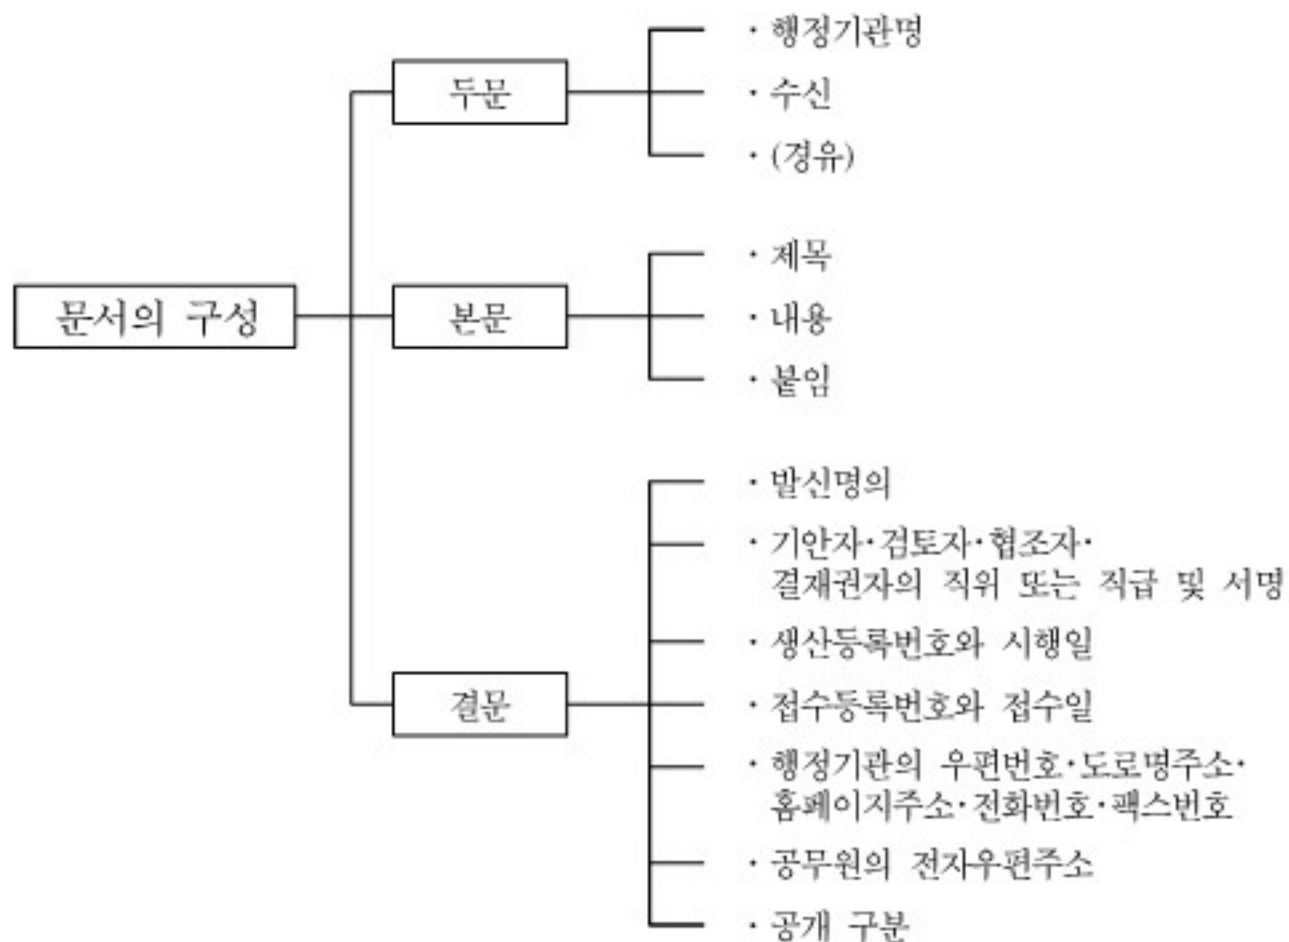 문서의 구성
두문
· 행정기관명
· 수신
· (경유)
본문
· 제목
· 내용
· 붙임
결문
· 발신명의
· 기안자·검토자·협조자·
결재권자의 직위 또는 직급 및 서명
· 생산등록번호와 시행일
· 접수등록번호와 접수일
· 행정기관의 우편번호·도로명주소·
홈페이지주소·전화번호·팩스번호
· 공무원의 전자우편주소
· 공개 구분